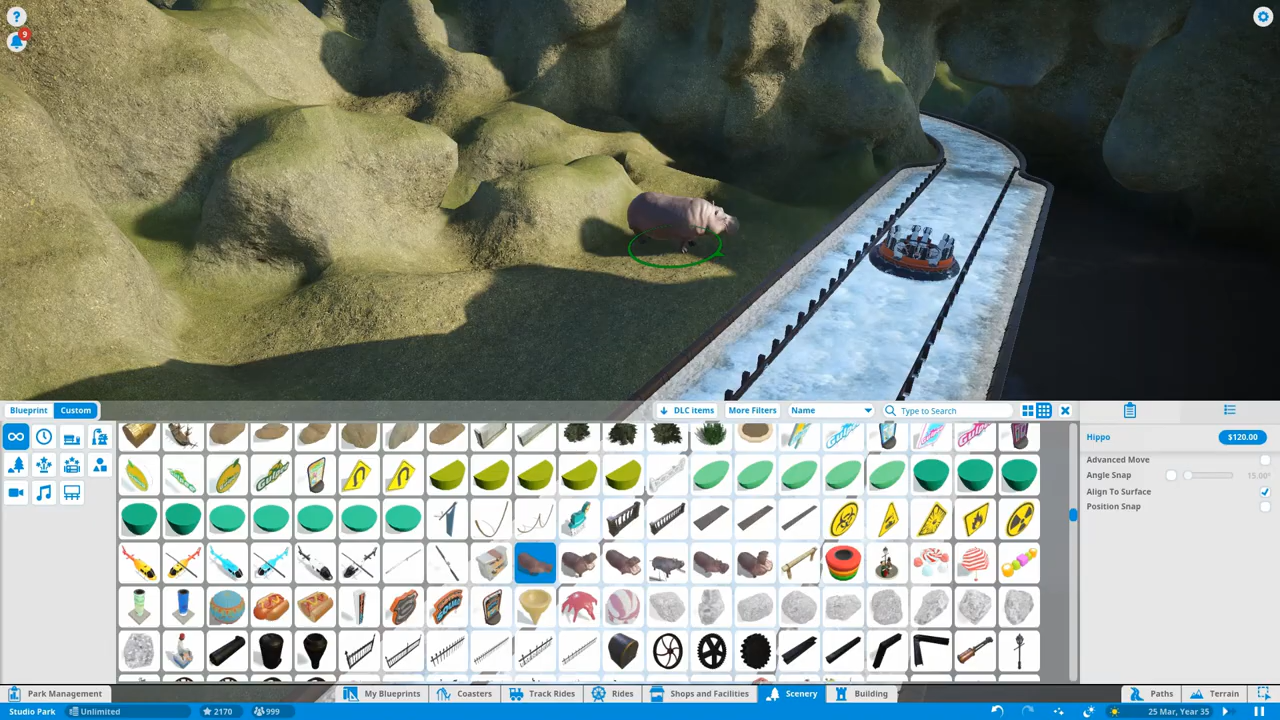 ?
9
Blueprint Custom DLC items More Filters Name Type to Search
Hippo $120.00
Advanced Move
Angle Snap 15.00°
Align To Surface
Position Snap
Park Management My Blueprints Coasters Track Rides Rides Shops and Facilities Scenery Building Paths Terrain
Studio Park Unlimited 2170 999 25 Mar, Year 35